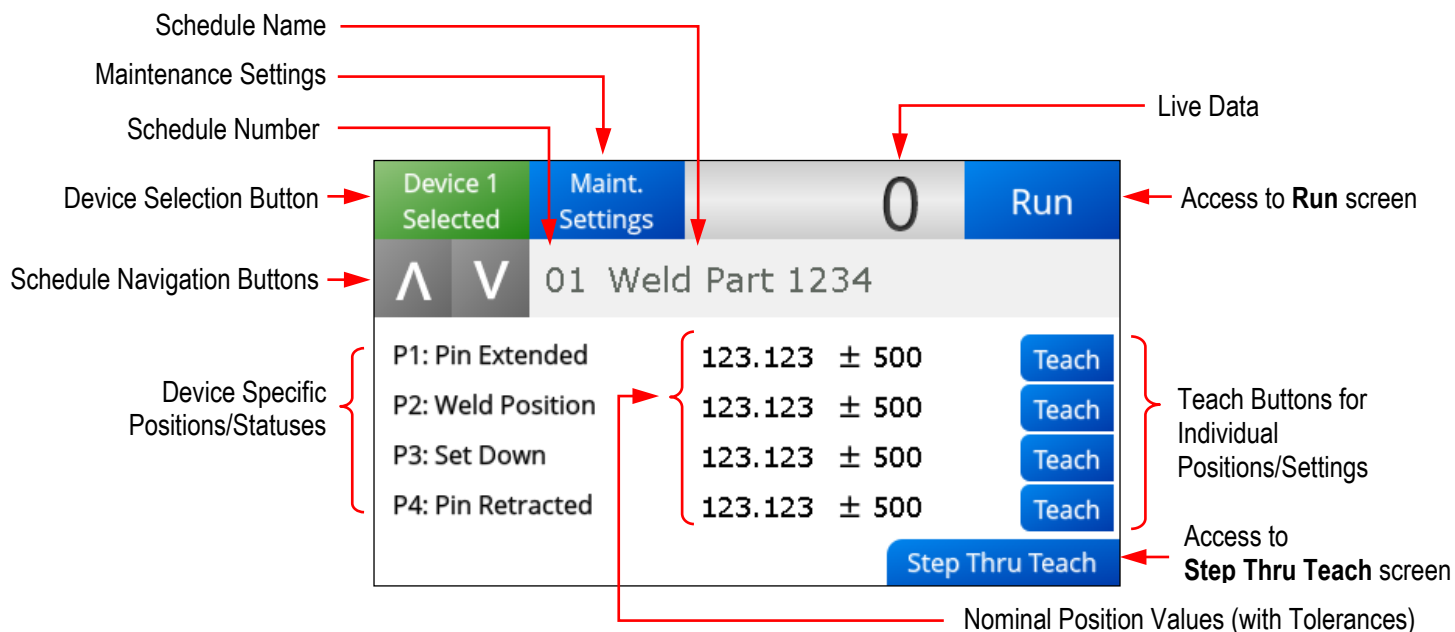 Schedule Name
Maintenance Settings
Schedule Number
Device Selection Button
Schedule Navigation Buttons
Device Specific
Positions/Statuses
Live Data
Access to Run screen
Device 1
Selected
Maint.
Settings
0
Run
Λ V 01 Weld Part 1234
P1: Pin Extended 123.123 ± 500 Teach
P2: Weld Position 123.123 ± 500 Teach
P3: Set Down 123.123 ± 500 Teach
P4: Pin Retracted 123.123 ± 500 Teach
Step Thru Teach
Teach Buttons for
Individual
Positions/Settings
Access to
Step Thru Teach screen
Nominal Position Values (with Tolerances)